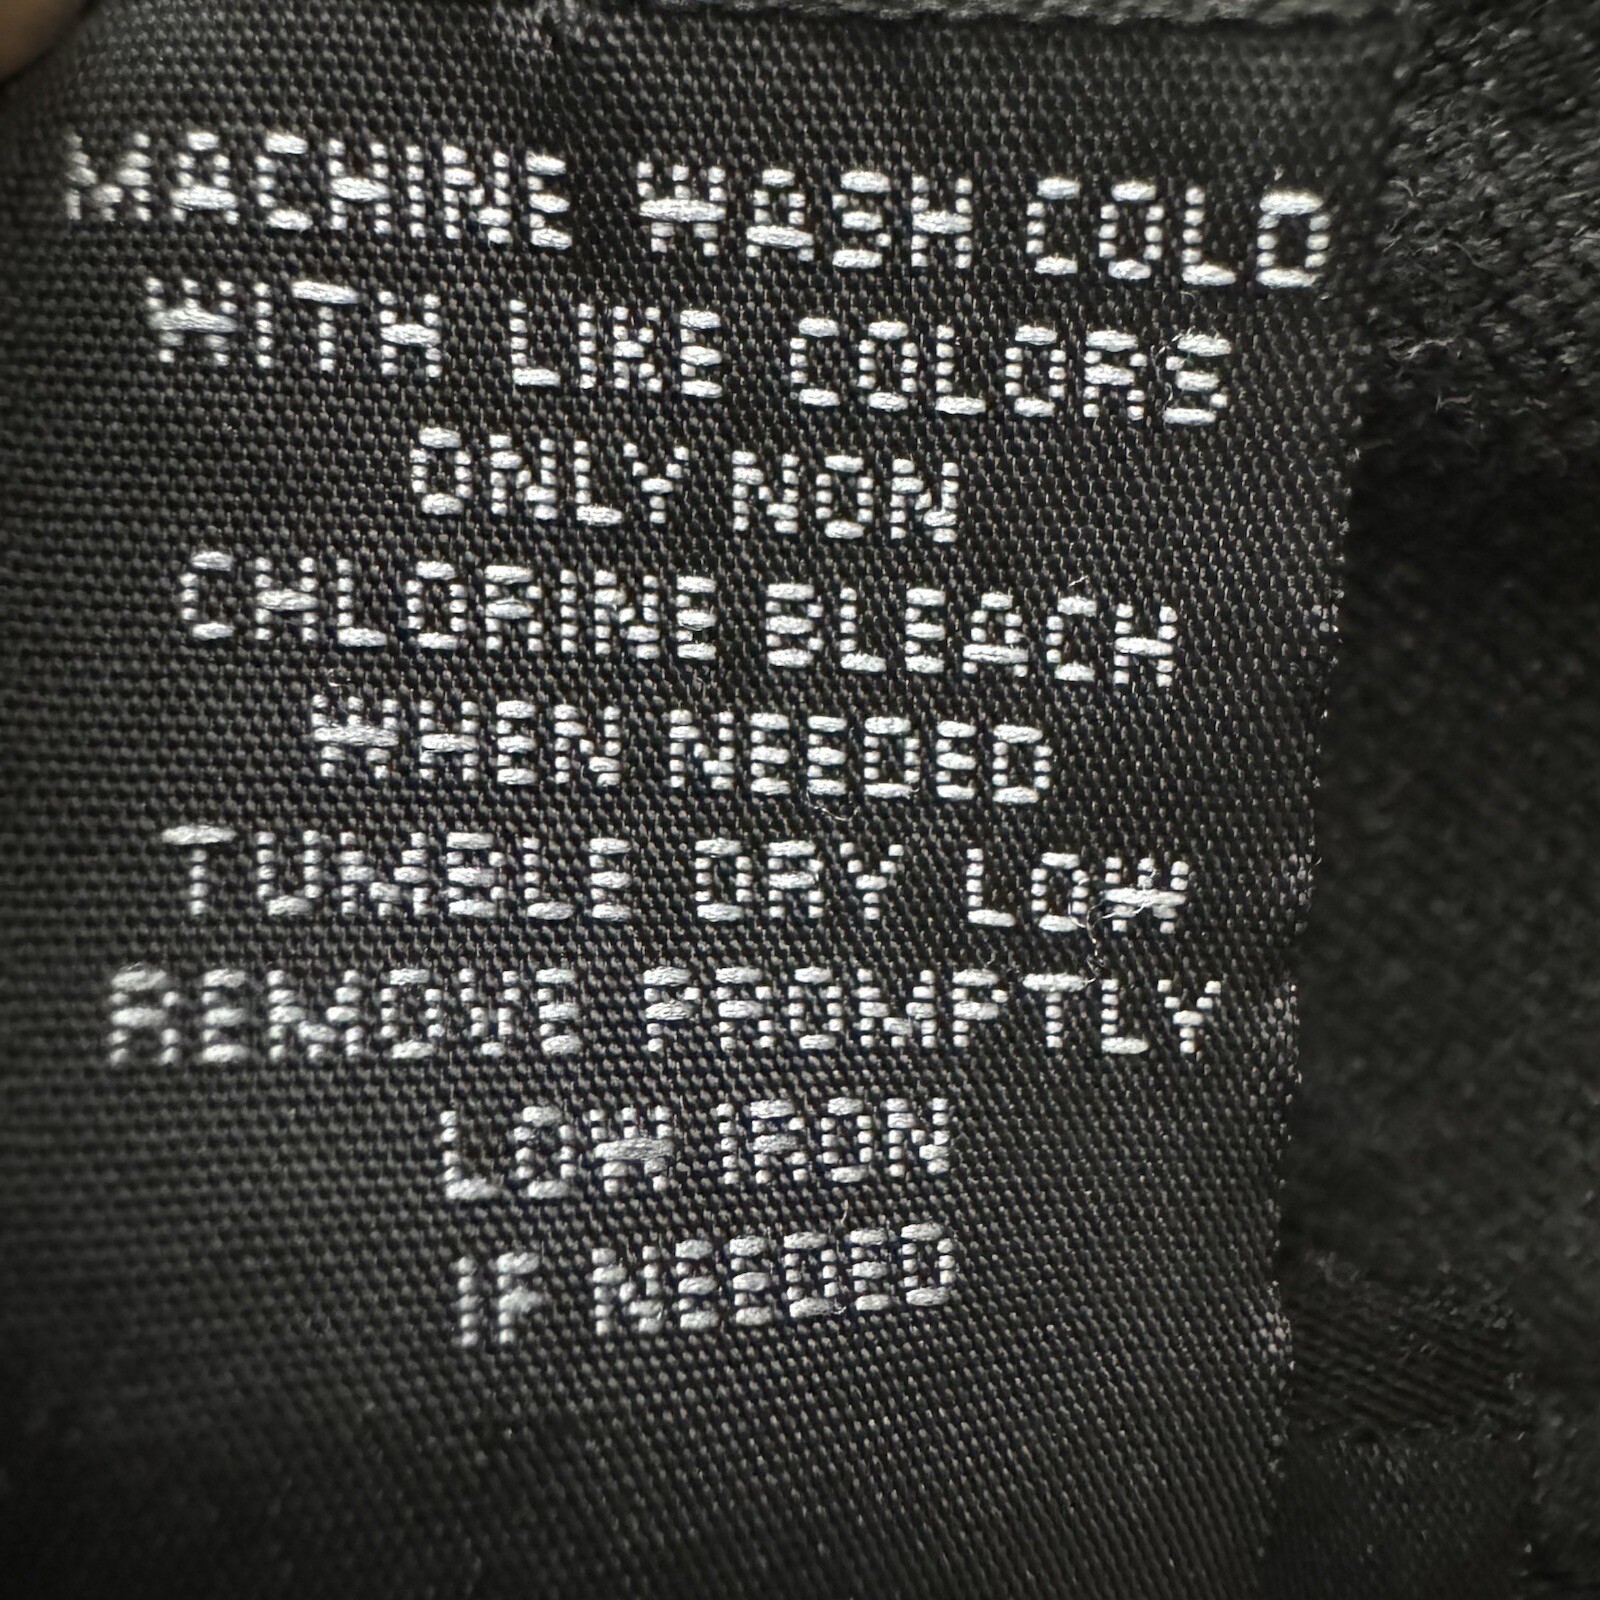 MACHINE WASH COLD
WITH LIKE COLORS
ONLY NON
CHLORINE BLEACH
WHEN NEEDED
TUMBLE DRY LOW
REMOVE PROMPTLY
LOW IRON
IF NEEDED